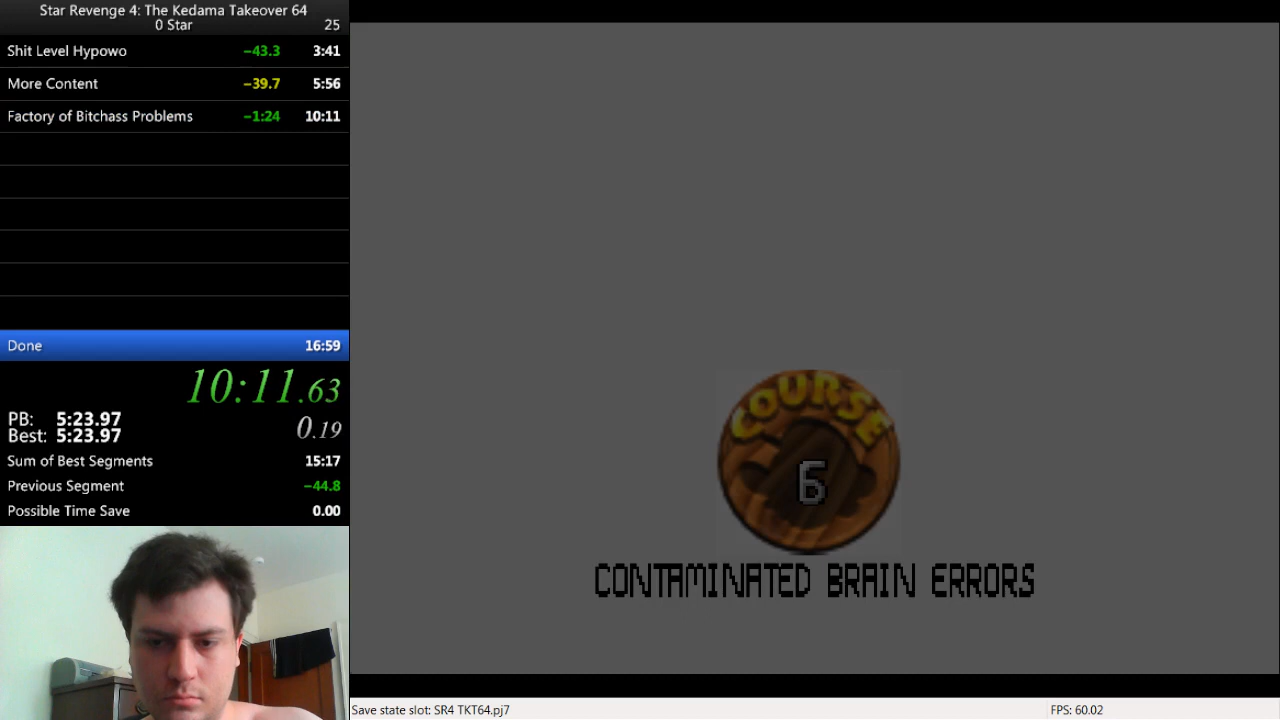 Star Revenge 4: The Kedama Takeover 64
0 Star 25
Shit Level Hypowo −43.3 3:41
More Content −39.7 5:56
Factory of Bitchass Problems −1:24 10:11
Done 16:59
10:11.63
PB: 5:23.97 0.19
Best: 5:23.97
Sum of Best Segments 15:17
Previous Segment −44.8
Possible Time Save 0.00
COURSE
6
CONTAMINATED BRAIN ERRORS
Save state slot: SR4 TKT64.pj7 FPS: 60.02